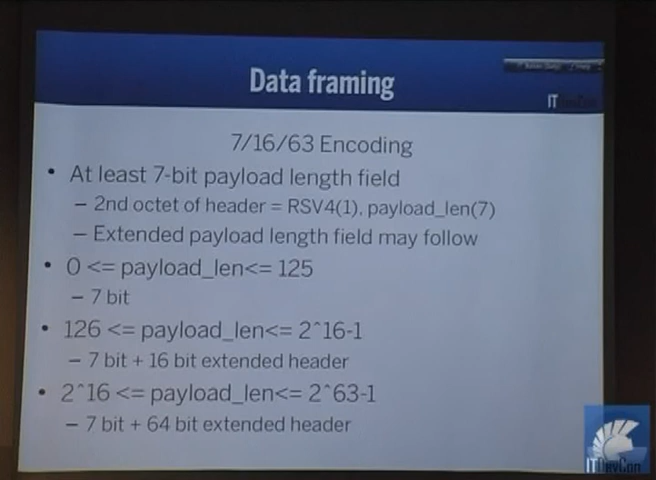 Data framing
IT DevCon
7/16/63 Encoding
• At least 7-bit payload length field
– 2nd octet of header = RSV4(1), payload_len(7)
– Extended payload length field may follow
• 0 <= payload_len<= 125
– 7 bit
• 126 <= payload_len<= 2^16-1
– 7 bit + 16 bit extended header
• 2^16 <= payload_len<= 2^63-1
– 7 bit + 64 bit extended header
ITDevCon